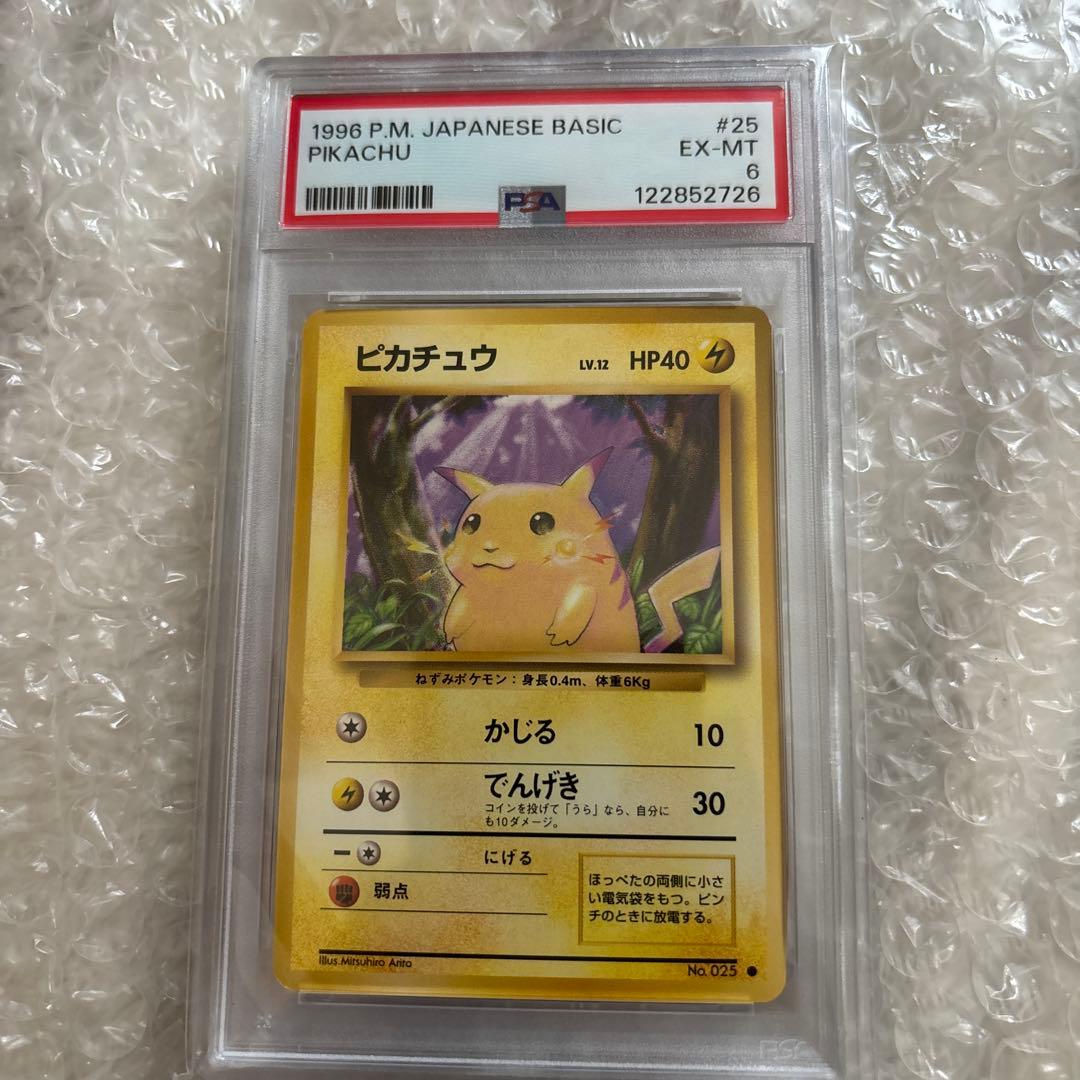 1996 P.M. JAPANESE BASIC #25
PIKACHU EX-MT
6
PSA 122852726
ピカチュウ LV.12 HP40
ねずみポケモン：身長0.4m、体重6Kg
かじる 10
でんげき 30
コインを投げて「うら」なら、自分に
も10ダメージ。
にげる
弱点
ほっぺたの両側に小さ
い電気袋をもつ。ピン
チのときに放電する。
Illus.Mitsuhiro Arita
No. 025 ●
PSA